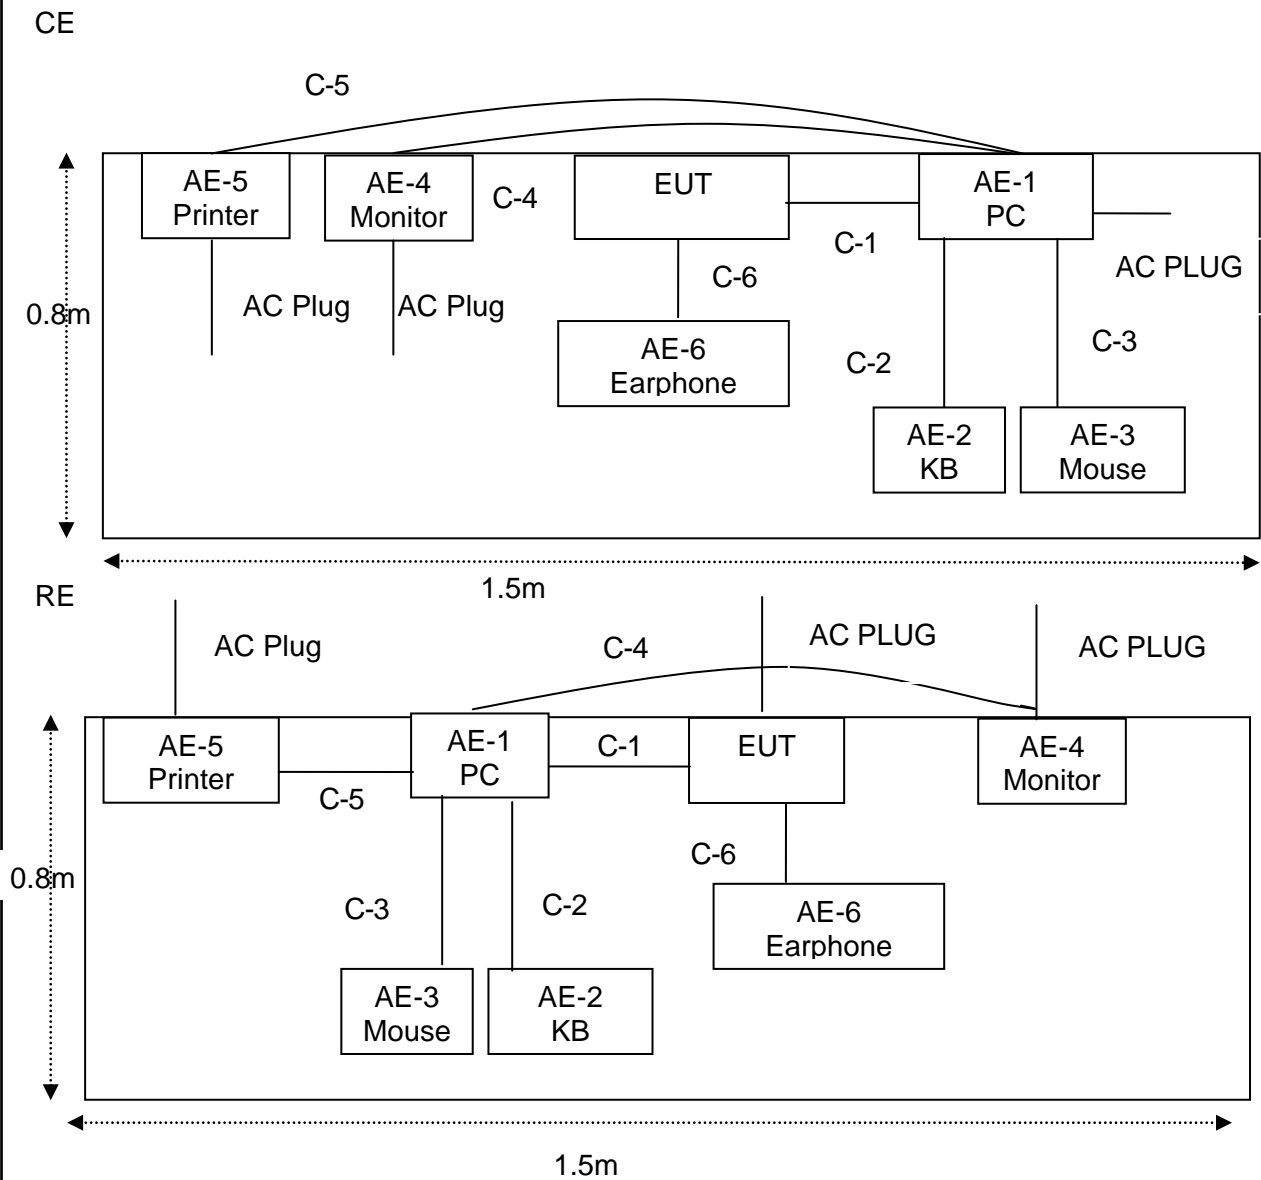 CE
C-5
AE-5
Printer
AE-4
Monitor
C-4
EUT
AE-1
PC
C-1
AC PLUG
C-6
AC Plug
AC Plug
0.8m
AE-6
Earphone
C-2
C-3
AE-2
KB
AE-3
Mouse
1.5m
RE
AC Plug
C-4
AC PLUG
AC PLUG
AE-5
Printer
AE-1
PC
C-1
EUT
AE-4
Monitor
C-5
C-6
0.8m
C-3
C-2
AE-6
Earphone
AE-3
Mouse
AE-2
KB
1.5m